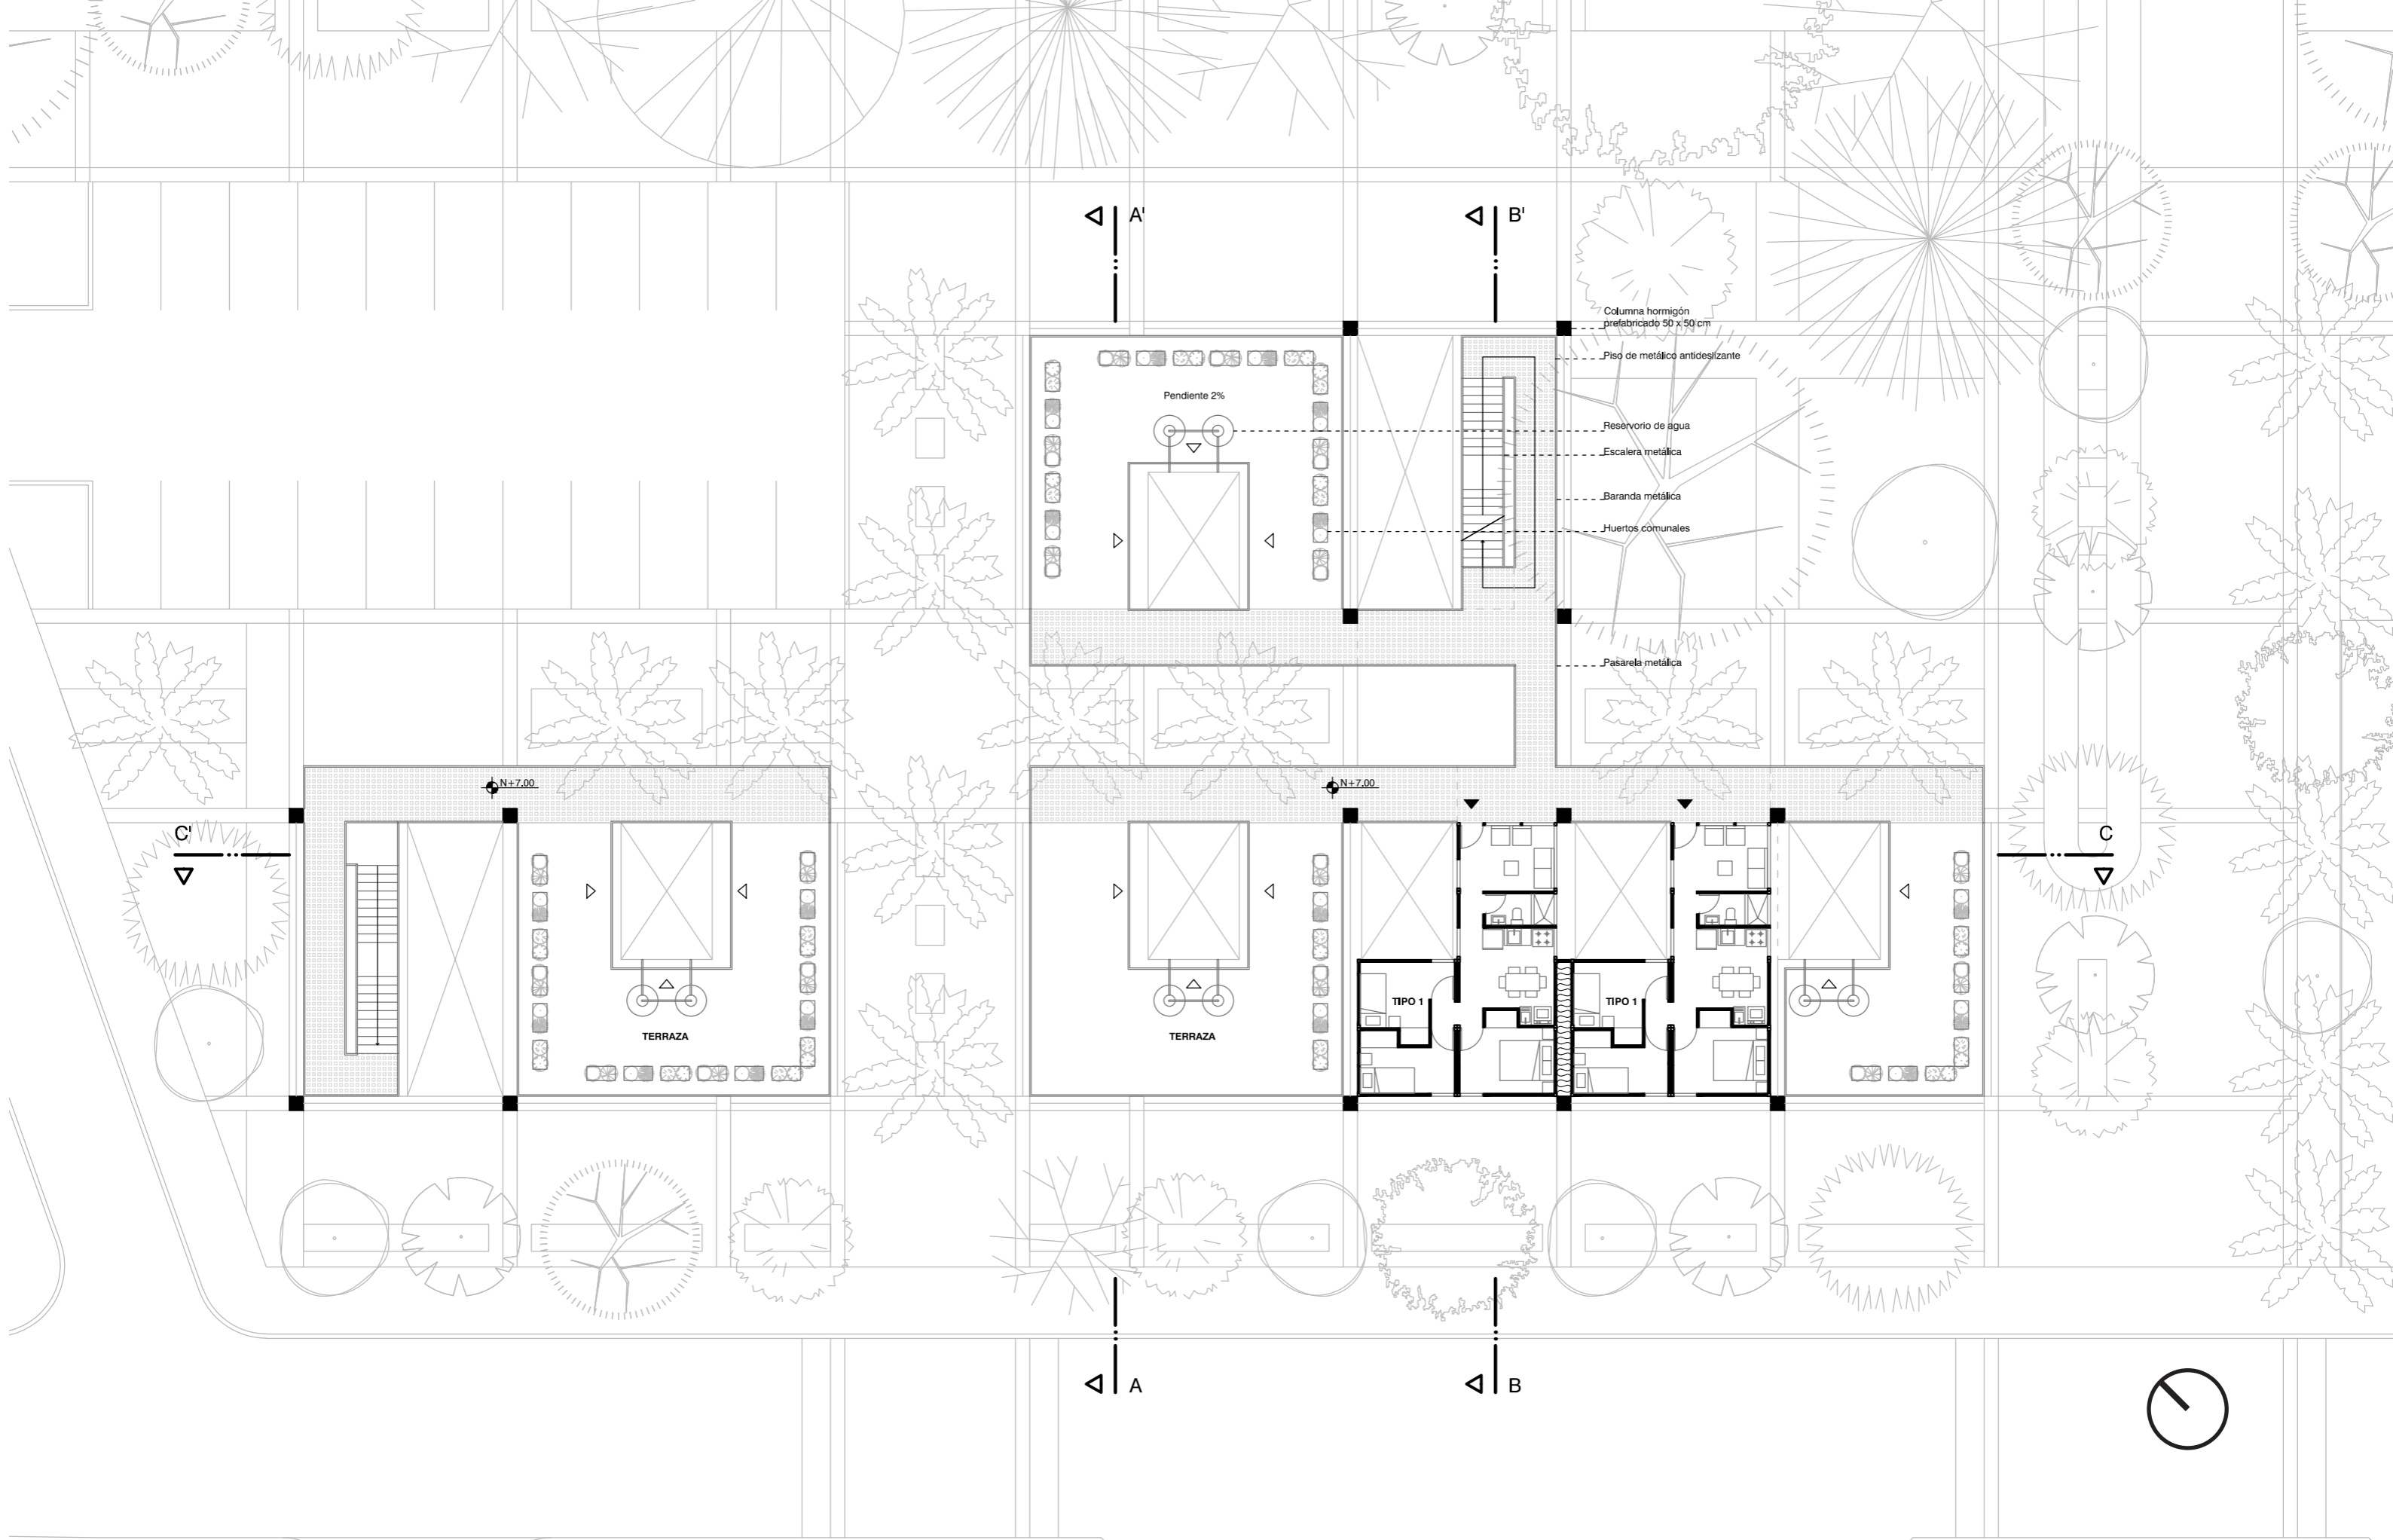 A'
B'
Columna hormigón
prefabricado 50 x 50 cm
Piso de metálico antideslizante
Pendiente 2%
Reservorio de agua
Escalera metálica
Baranda metálica
Huertos comunales
Pasarela metálica
N+7.00
N+7.00
C'
C
TIPO 1
TIPO 1
TERRAZA
TERRAZA
A
B